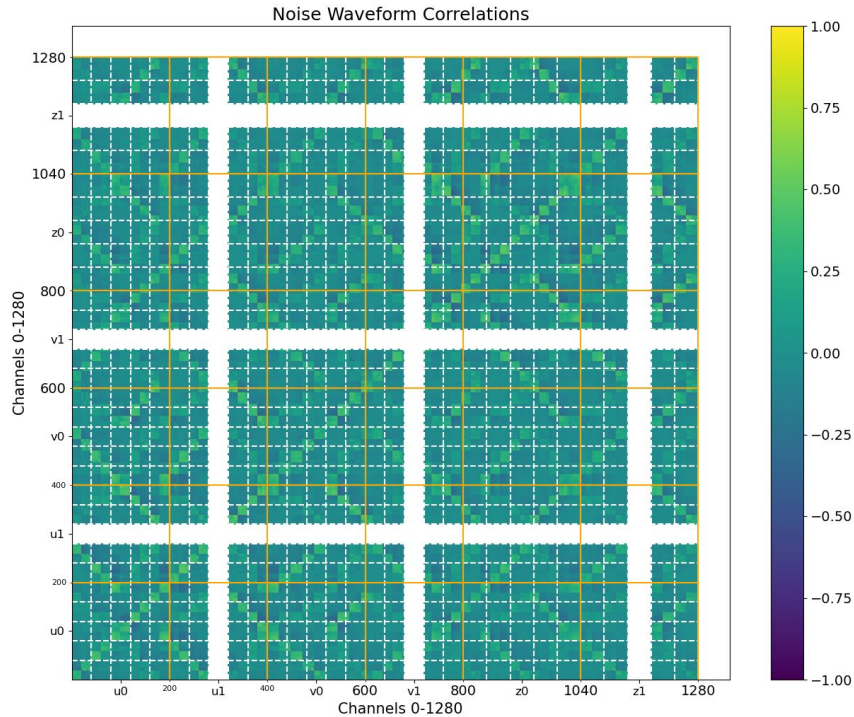 Noise Waveform Correlations
1280
z1
1040
z0
800
v1
600
v0
400
u1
200
u0
Channels 0-1280
u0 200 u1 400 v0 600 v1 800 z0 1040 z1 1280
Channels 0-1280
1.00
0.75
0.50
0.25
0.00
−0.25
−0.50
−0.75
−1.00